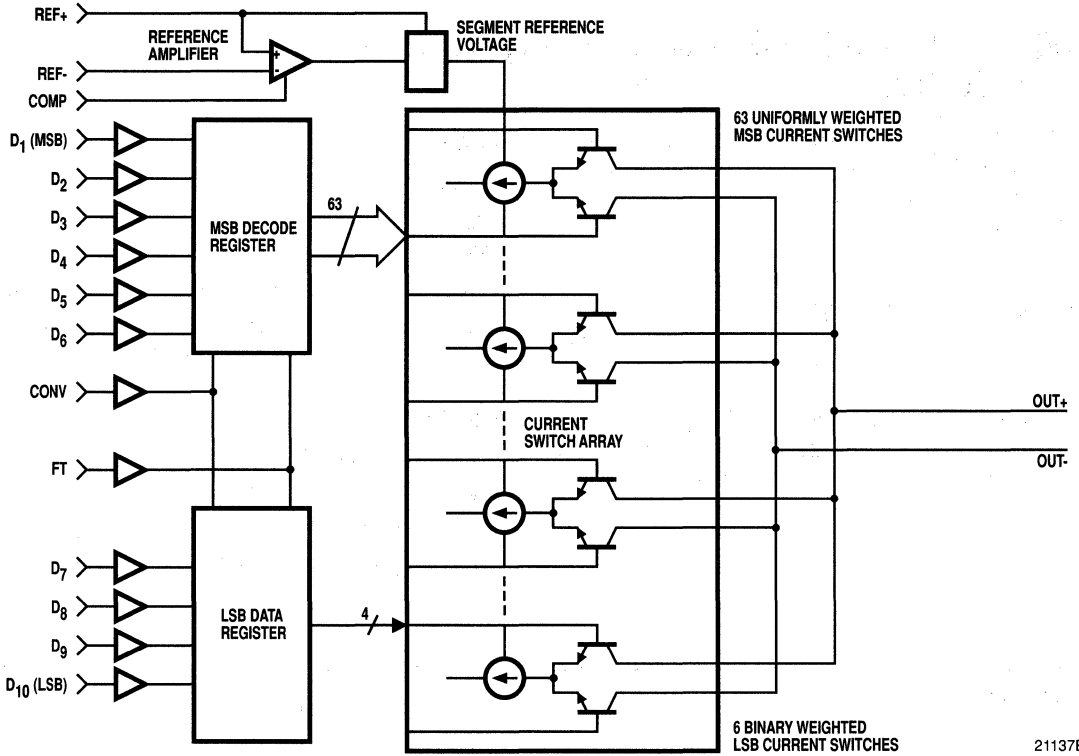 REF+
REFERENCE
AMPLIFIER
SEGMENT REFERENCE
VOLTAGE
+
-
REF-
COMP
63 UNIFORMLY WEIGHTED
MSB CURRENT SWITCHES
D1 (MSB)
D2
D3
D4
D5
D6
MSB DECODE
REGISTER
63
CONV
FT
CURRENT
SWITCH ARRAY
OUT+
OUT-
D7
D8
D9
D10 (LSB)
LSB DATA
REGISTER
4
6 BINARY WEIGHTED
LSB CURRENT SWITCHES